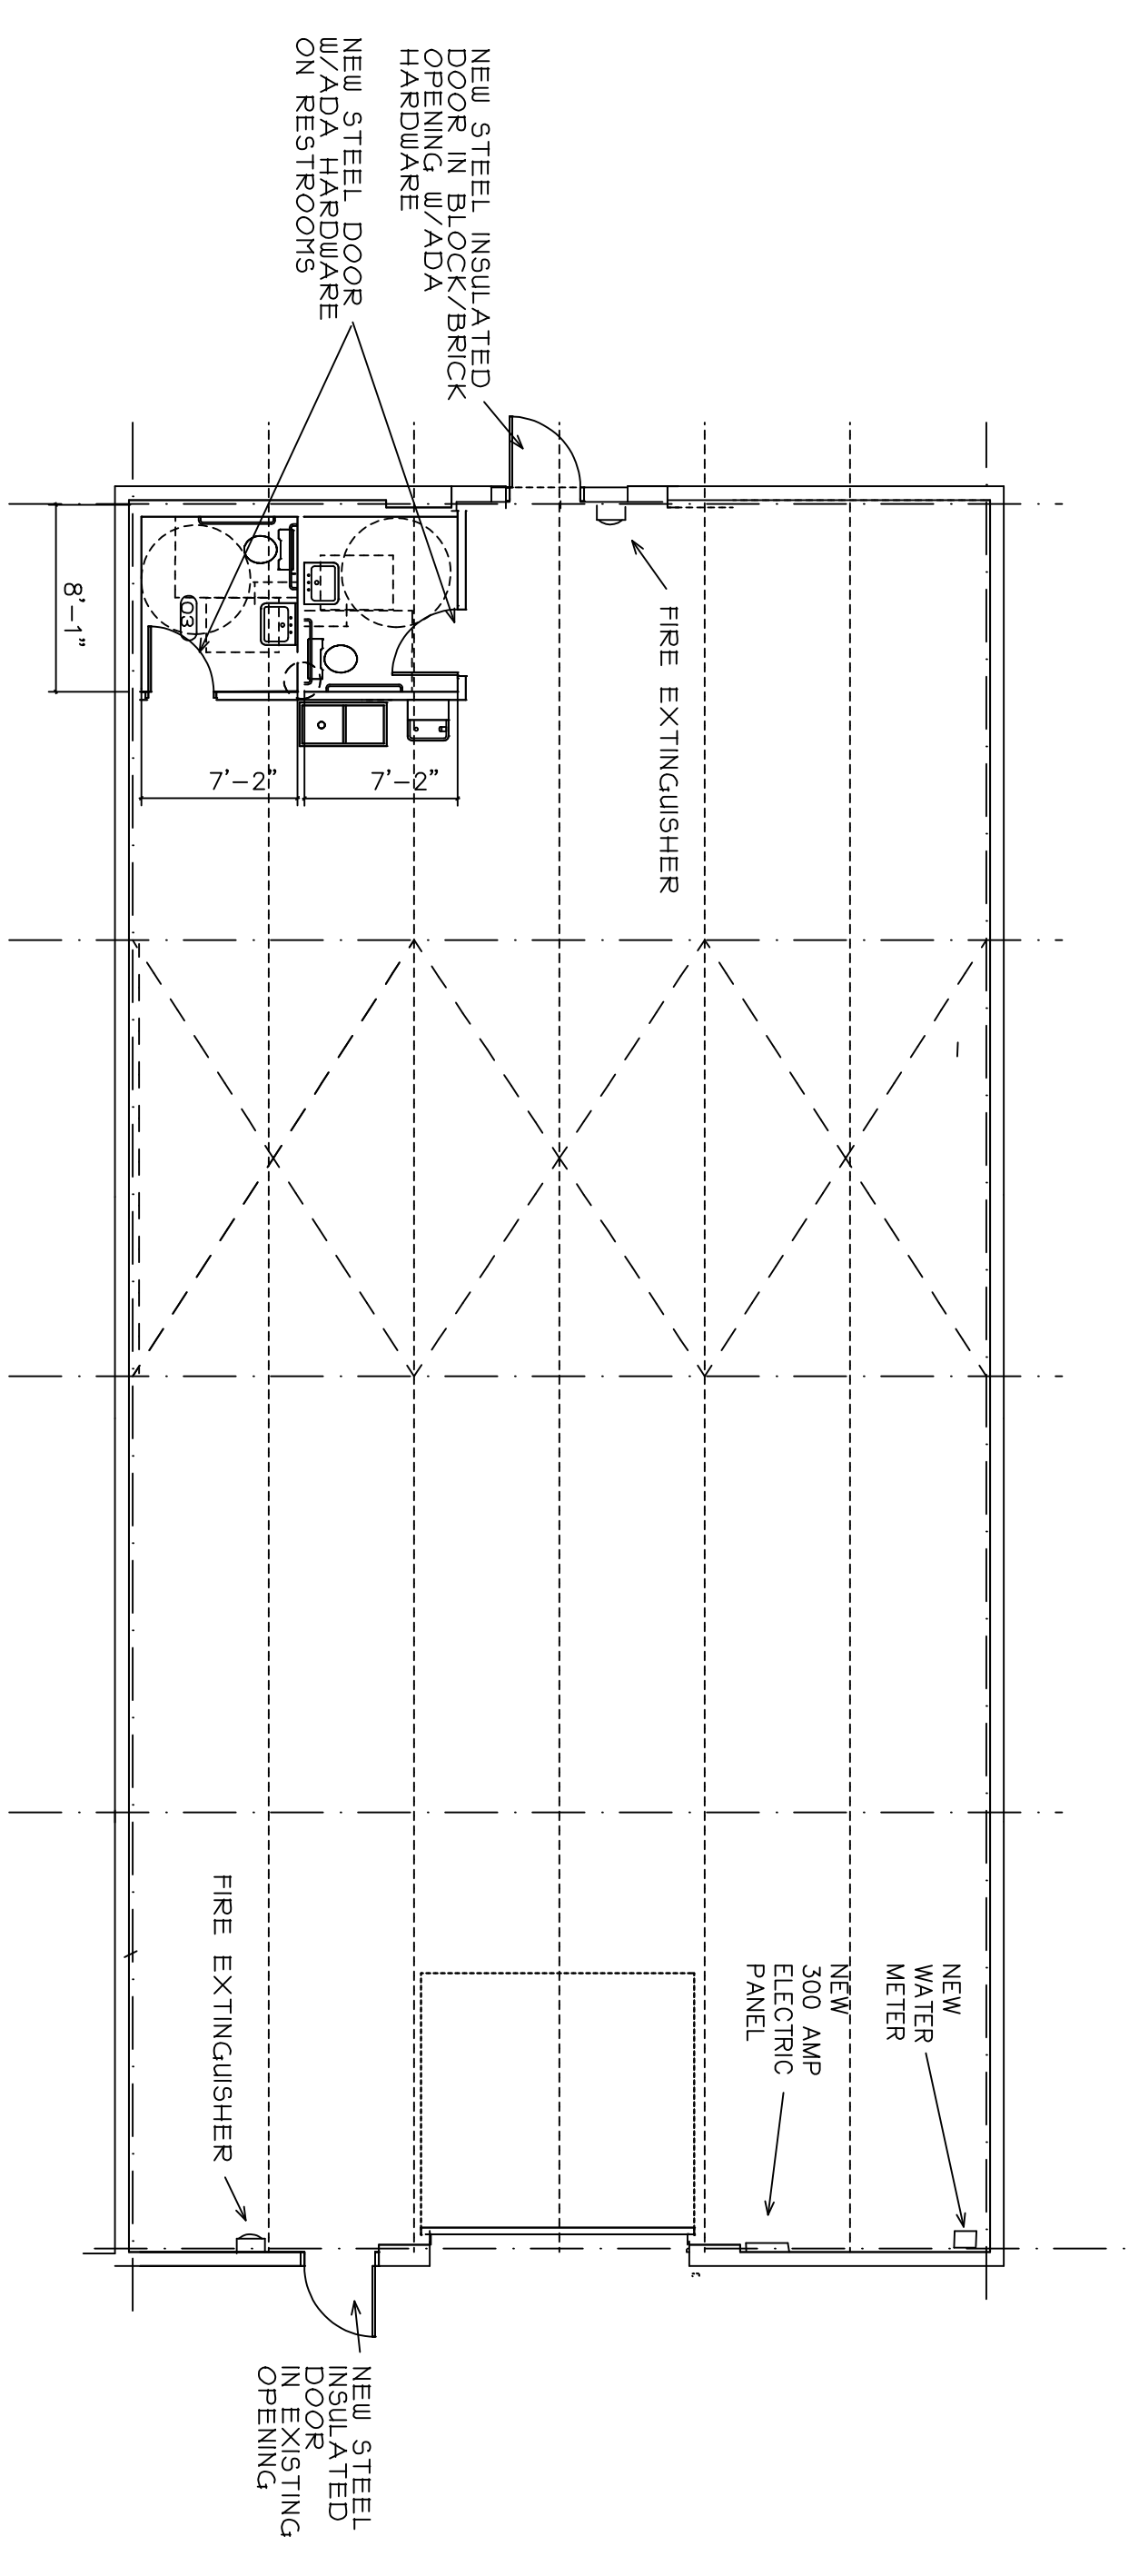 NEW STEEL INSULATED
DOOR IN BLOCK/BRICK
OPENING W/ADA
HARDWARE
NEW STEEL DOOR
W/ADA HARDWARE
ON RESTROOMS
FIRE EXTINGUISHER
8'-1"
103
7'-2"
7'-2"
NEW
WATER
METER
NEW
300 AMP
ELECTRIC
PANEL
FIRE EXTINGUISHER
NEW STEEL
INSULATED
DOOR
IN EXISTING
OPENING